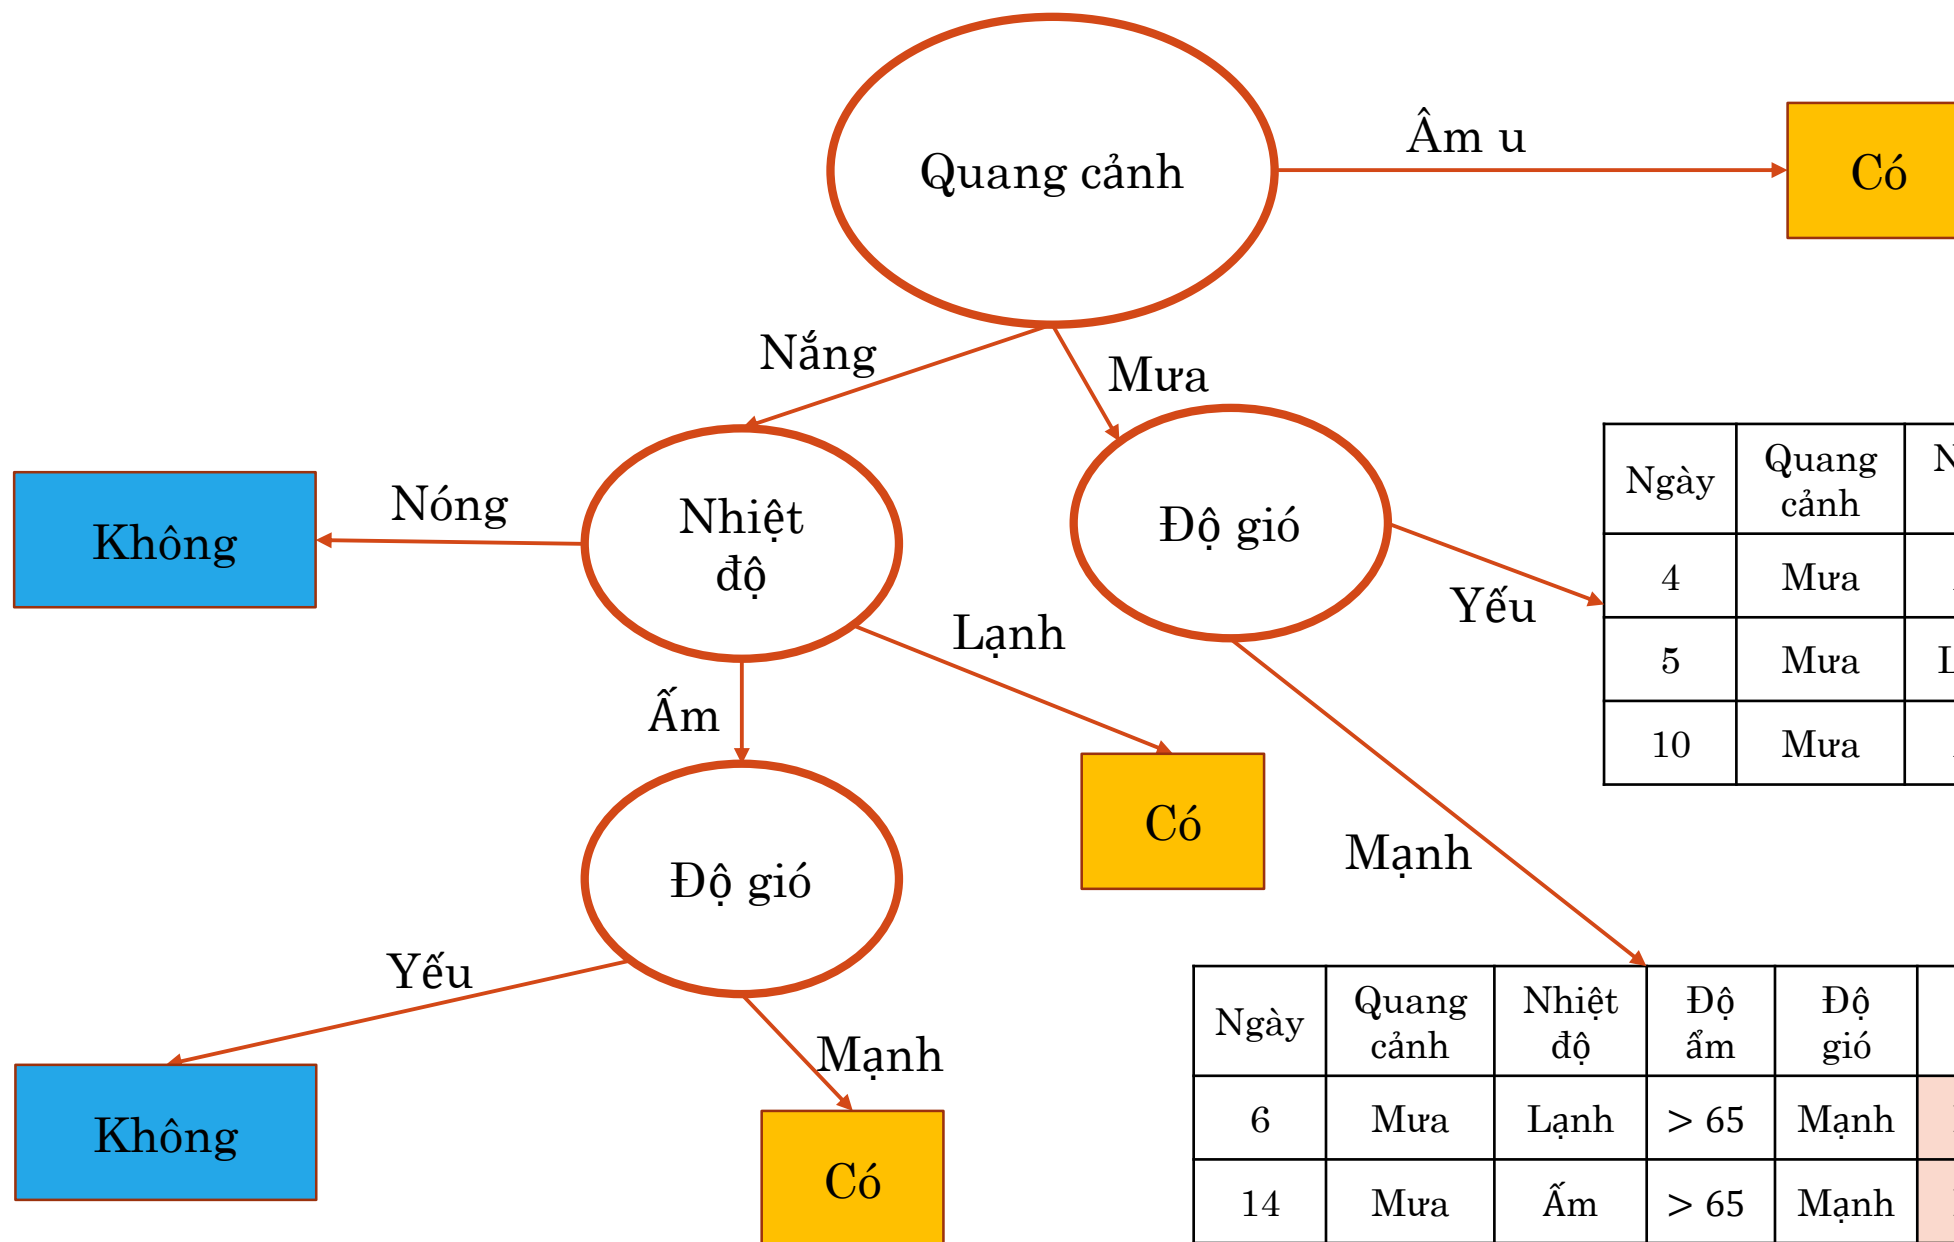 Quang cảnh
Âm u
Có
Nắng
Mưa
Không
Nóng
Nhiệt
độ
Độ gió
Yếu
Lạnh
Ấm
Có
Mạnh
Độ gió
Yếu
Mạnh
Không
Có
Ngày Quang cảnh
4 Mưa
5 Mưa
10 Mưa
Ngày Quang cảnh Nhiệt độ Độ ẩm Độ gió
6 Mưa Lạnh > 65 Mạnh
14 Mưa Ấm > 65 Mạnh